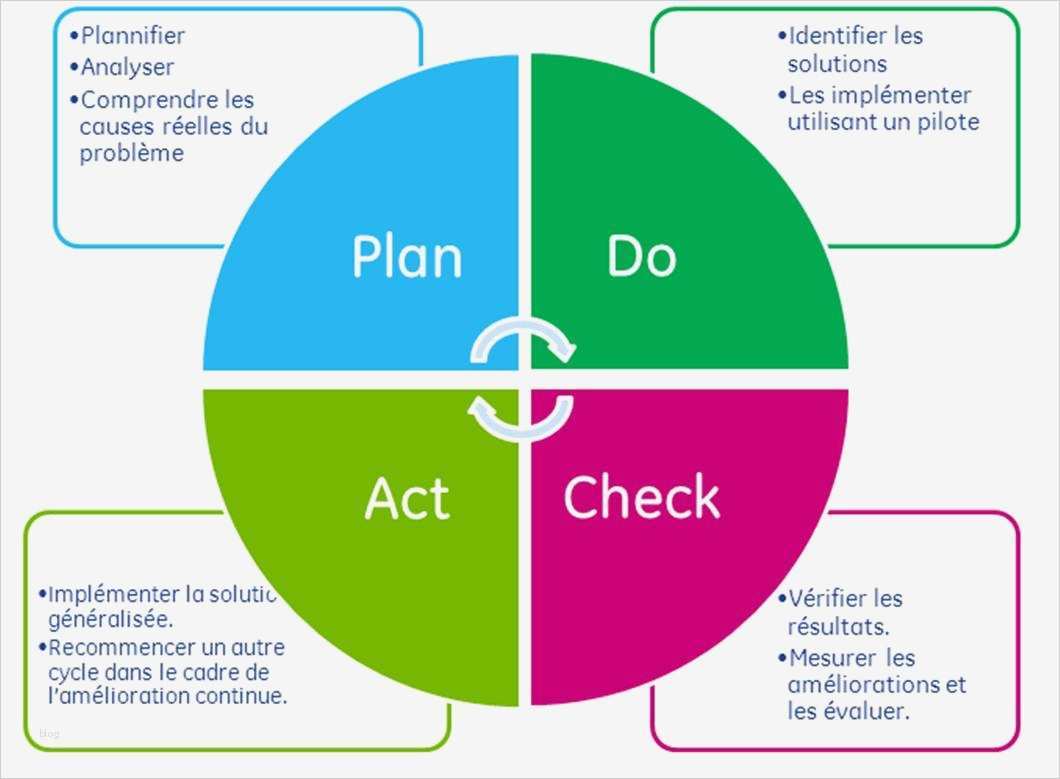 •Plannifier
•Analyser
•Comprendre les
causes réelles du
problème
•Identifier les
solutions
•Les implémenter
utilisant un pilote
Plan
Do
Act
Check
•Implémenter la solutio
généralisée.
•Recommencer un autre
cycle dans le cadre de
l'amélioration continue.
•Vérifier les
résultats.
•Mesurer les
améliorations et
les évaluer.
blog